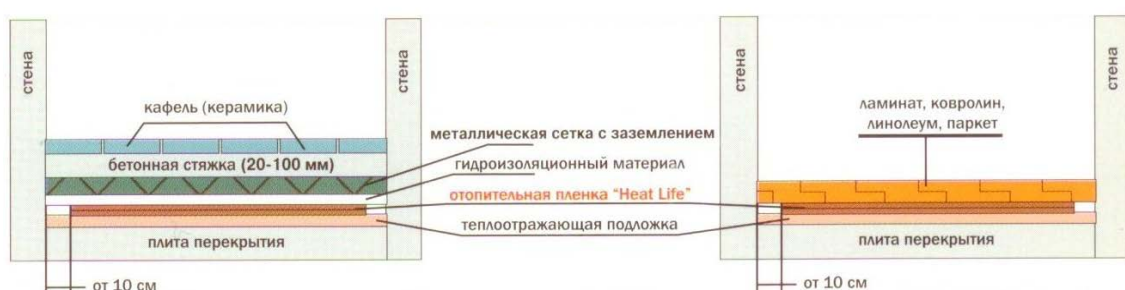 стена
кафель (керамика)
бетонная стяжка (20-100 мм)
плита перекрытия
от 10 см
стена
металлическая сетка с заземлением
гидроизоляционный материал
отопительная пленка “Heat Life”
теплоотражающая подложка
стена
ламинат, ковролин,
линолеум, паркет
плита перекрытия
от 10 см
стена